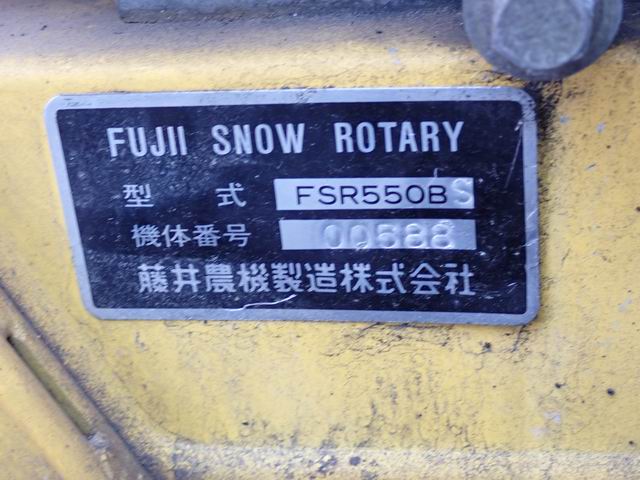 FUJII SNOW ROTARY
型 式 FSR550BS
機体番号 00688
藤井農機製造株式会社